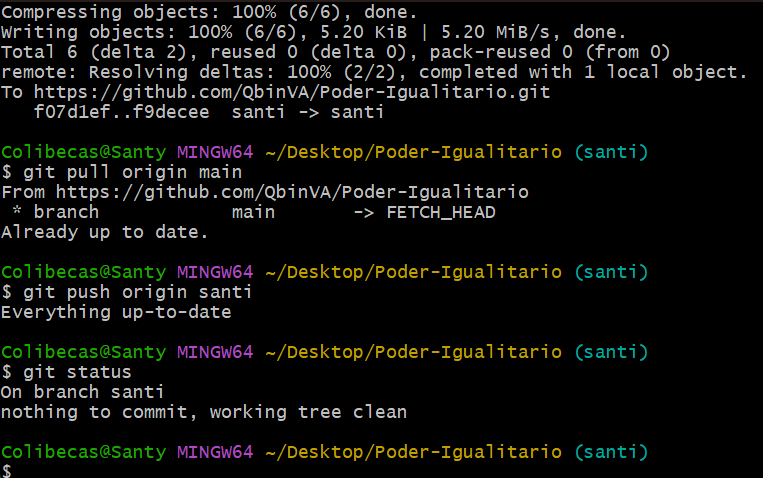 Compressing objects: 100% (6/6), done.
Writing objects: 100% (6/6), 5.20 KiB | 5.20 MiB/s, done.
Total 6 (delta 2), reused 0 (delta 0), pack-reused 0 (from 0)
remote: Resolving deltas: 100% (2/2), completed with 1 local object.
To https://github.com/QbinVA/Poder-Igualitario.git
   f07d1ef..f9decee  santi -> santi
Colibecas@Santy MINGW64 ~/Desktop/Poder-Igualitario (santi)
$ git pull origin main
From https://github.com/QbinVA/Poder-Igualitario
 * branch            main       -> FETCH_HEAD
Already up to date.
Colibecas@Santy MINGW64 ~/Desktop/Poder-Igualitario (santi)
$ git push origin santi
Everything up-to-date
Colibecas@Santy MINGW64 ~/Desktop/Poder-Igualitario (santi)
$ git status
On branch santi
nothing to commit, working tree clean
Colibecas@Santy MINGW64 ~/Desktop/Poder-Igualitario (santi)
$